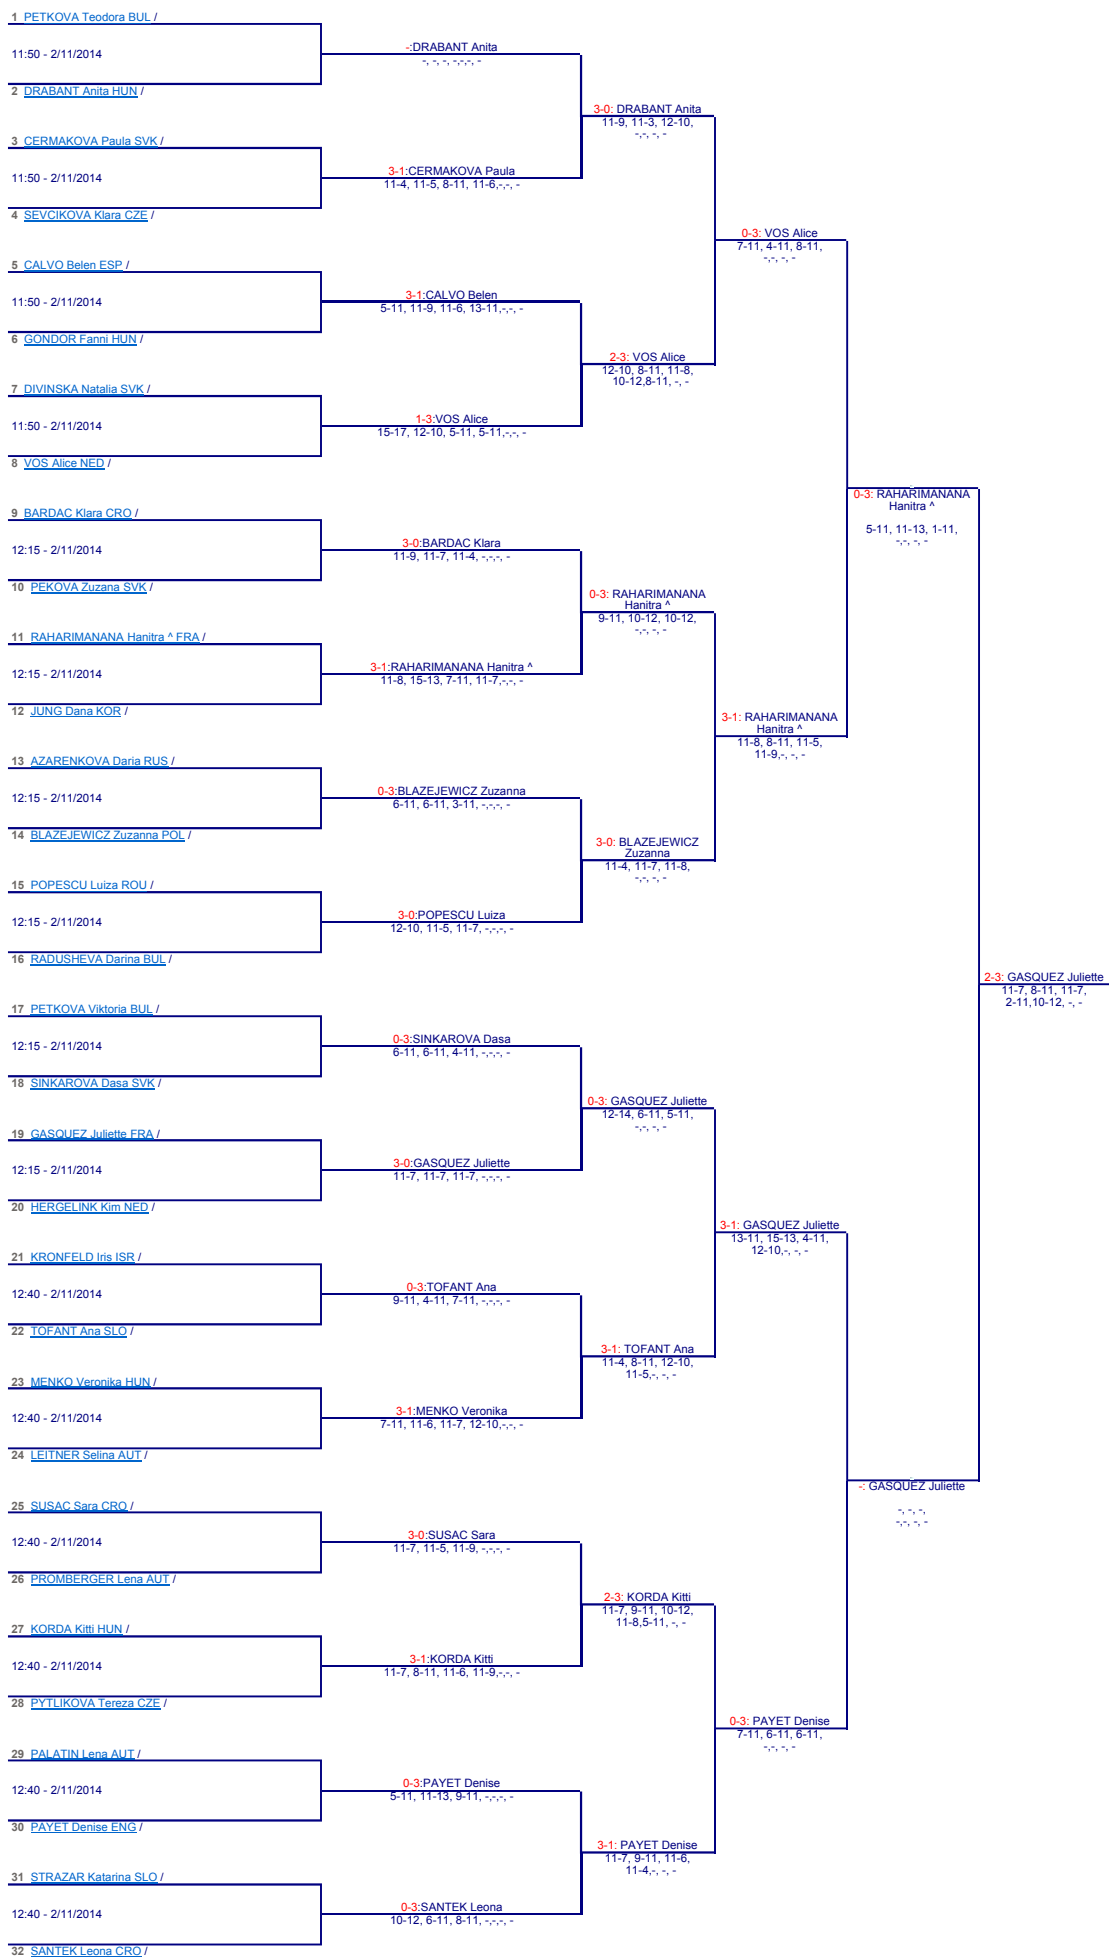 1 PETKOVA Teodora BUL /
11:50 - 2/11/2014
2 DRABANT Anita HUN /
3 CERMAKOVA Paula SVK /
11:50 - 2/11/2014
4 SEVCIKOVA Klara CZE /
5 CALVO Belen ESP /
11:50 - 2/11/2014
6 GONDOR Fanni HUN /
7 DIVINSKA Natalia SVK /
11:50 - 2/11/2014
8 VOS Alice NED /
9 BARDAC Klara CRO /
12:15 - 2/11/2014
10 PEKOVA Zuzana SVK /
11 RAHARIMANANA Hanitra ^ FRA /
12:15 - 2/11/2014
12 JUNG Dana KOR /
13 AZARENKOVA Daria RUS /
12:15 - 2/11/2014
14 BLAZEJEWICZ Zuzanna POL /
15 POPESCU Luiza ROU /
12:15 - 2/11/2014
16 RADUSHEVA Darina BUL /
17 PETKOVA Viktoria BUL /
12:15 - 2/11/2014
18 SINKAROVA Dasa SVK /
19 GASQUEZ Juliette FRA /
12:15 - 2/11/2014
20 HERGELINK Kim NED /
21 KRONFELD Iris ISR /
12:40 - 2/11/2014
22 TOFANT Ana SLO /
23 MENKO Veronika HUN /
12:40 - 2/11/2014
24 LEITNER Selina AUT /
25 SUSAC Sara CRO /
12:40 - 2/11/2014
26 PROMBERGER Lena AUT /
27 KORDA Kitti HUN /
12:40 - 2/11/2014
28 PYTLIKOVA Tereza CZE /
29 PALATIN Lena AUT /
12:40 - 2/11/2014
30 PAYET Denise ENG /
31 STRAZAR Katarina SLO /
12:40 - 2/11/2014
32 SANTEK Leona CRO /
-:DRABANT Anita
-, -, -, -,-,-, -
3-1:CERMAKOVA Paula
11-4, 11-5, 8-11, 11-6,-,-, -
3-1:CALVO Belen
5-11, 11-9, 11-6, 13-11,-,-, -
1-3:VOS Alice
15-17, 12-10, 5-11, 5-11,-,-, -
3-0:BARDAC Klara
11-9, 11-7, 11-4, -,-,-, -
3-1:RAHARIMANANA Hanitra ^
11-8, 15-13, 7-11, 11-7,-,-, -
0-3:BLAZEJEWICZ Zuzanna
6-11, 6-11, 3-11, -,-,-, -
3-0:POPESCU Luiza
12-10, 11-5, 11-7, -,-,-, -
0-3:SINKAROVA Dasa
6-11, 6-11, 4-11, -,-,-, -
3-0:GASQUEZ Juliette
11-7, 11-7, 11-7, -,-,-, -
0-3:TOFANT Ana
9-11, 4-11, 7-11, -,-,-, -
3-1:MENKO Veronika
7-11, 11-6, 11-7, 12-10,-,-, -
3-0:SUSAC Sara
11-7, 11-5, 11-9, -,-,-, -
3-1:KORDA Kitti
11-7, 8-11, 11-6, 11-9,-,-, -
0-3:PAYET Denise
5-11, 11-13, 9-11, -,-,-, -
0-3:SANTEK Leona
10-12, 6-11, 8-11, -,-,-, -
3-0: DRABANT Anita
11-9, 11-3, 12-10,
-,-, -, -
2-3: VOS Alice
12-10, 8-11, 11-8,
10-12,8-11, -, -
0-3: RAHARIMANANA
Hanitra ^
9-11, 10-12, 10-12,
-,-, -, -
3-0: BLAZEJEWICZ
Zuzanna
11-4, 11-7, 11-8,
-,-, -, -
0-3: GASQUEZ Juliette
12-14, 6-11, 5-11,
-,-, -, -
3-1: TOFANT Ana
11-4, 8-11, 12-10,
11-5,-, -, -
2-3: KORDA Kitti
11-7, 9-11, 10-12,
11-8,5-11, -, -
3-1: PAYET Denise
11-7, 9-11, 11-6,
11-4,-, -, -
0-3: VOS Alice
7-11, 4-11, 8-11,
-,-, -, -
3-1: RAHARIMANANA
Hanitra ^
11-8, 8-11, 11-5,
11-9,-, -, -
3-1: GASQUEZ Juliette
13-11, 15-13, 4-11,
12-10,-, -, -
0-3: PAYET Denise
7-11, 6-11, 6-11,
-,-, -, -
0-3: RAHARIMANANA
Hanitra ^
5-11, 11-13, 1-11,
-,-, -, -
-: GASQUEZ Juliette
-, -, -,
-,-, -, -
2-3: GASQUEZ Juliette
11-7, 8-11, 11-7,
2-11,10-12, -, -